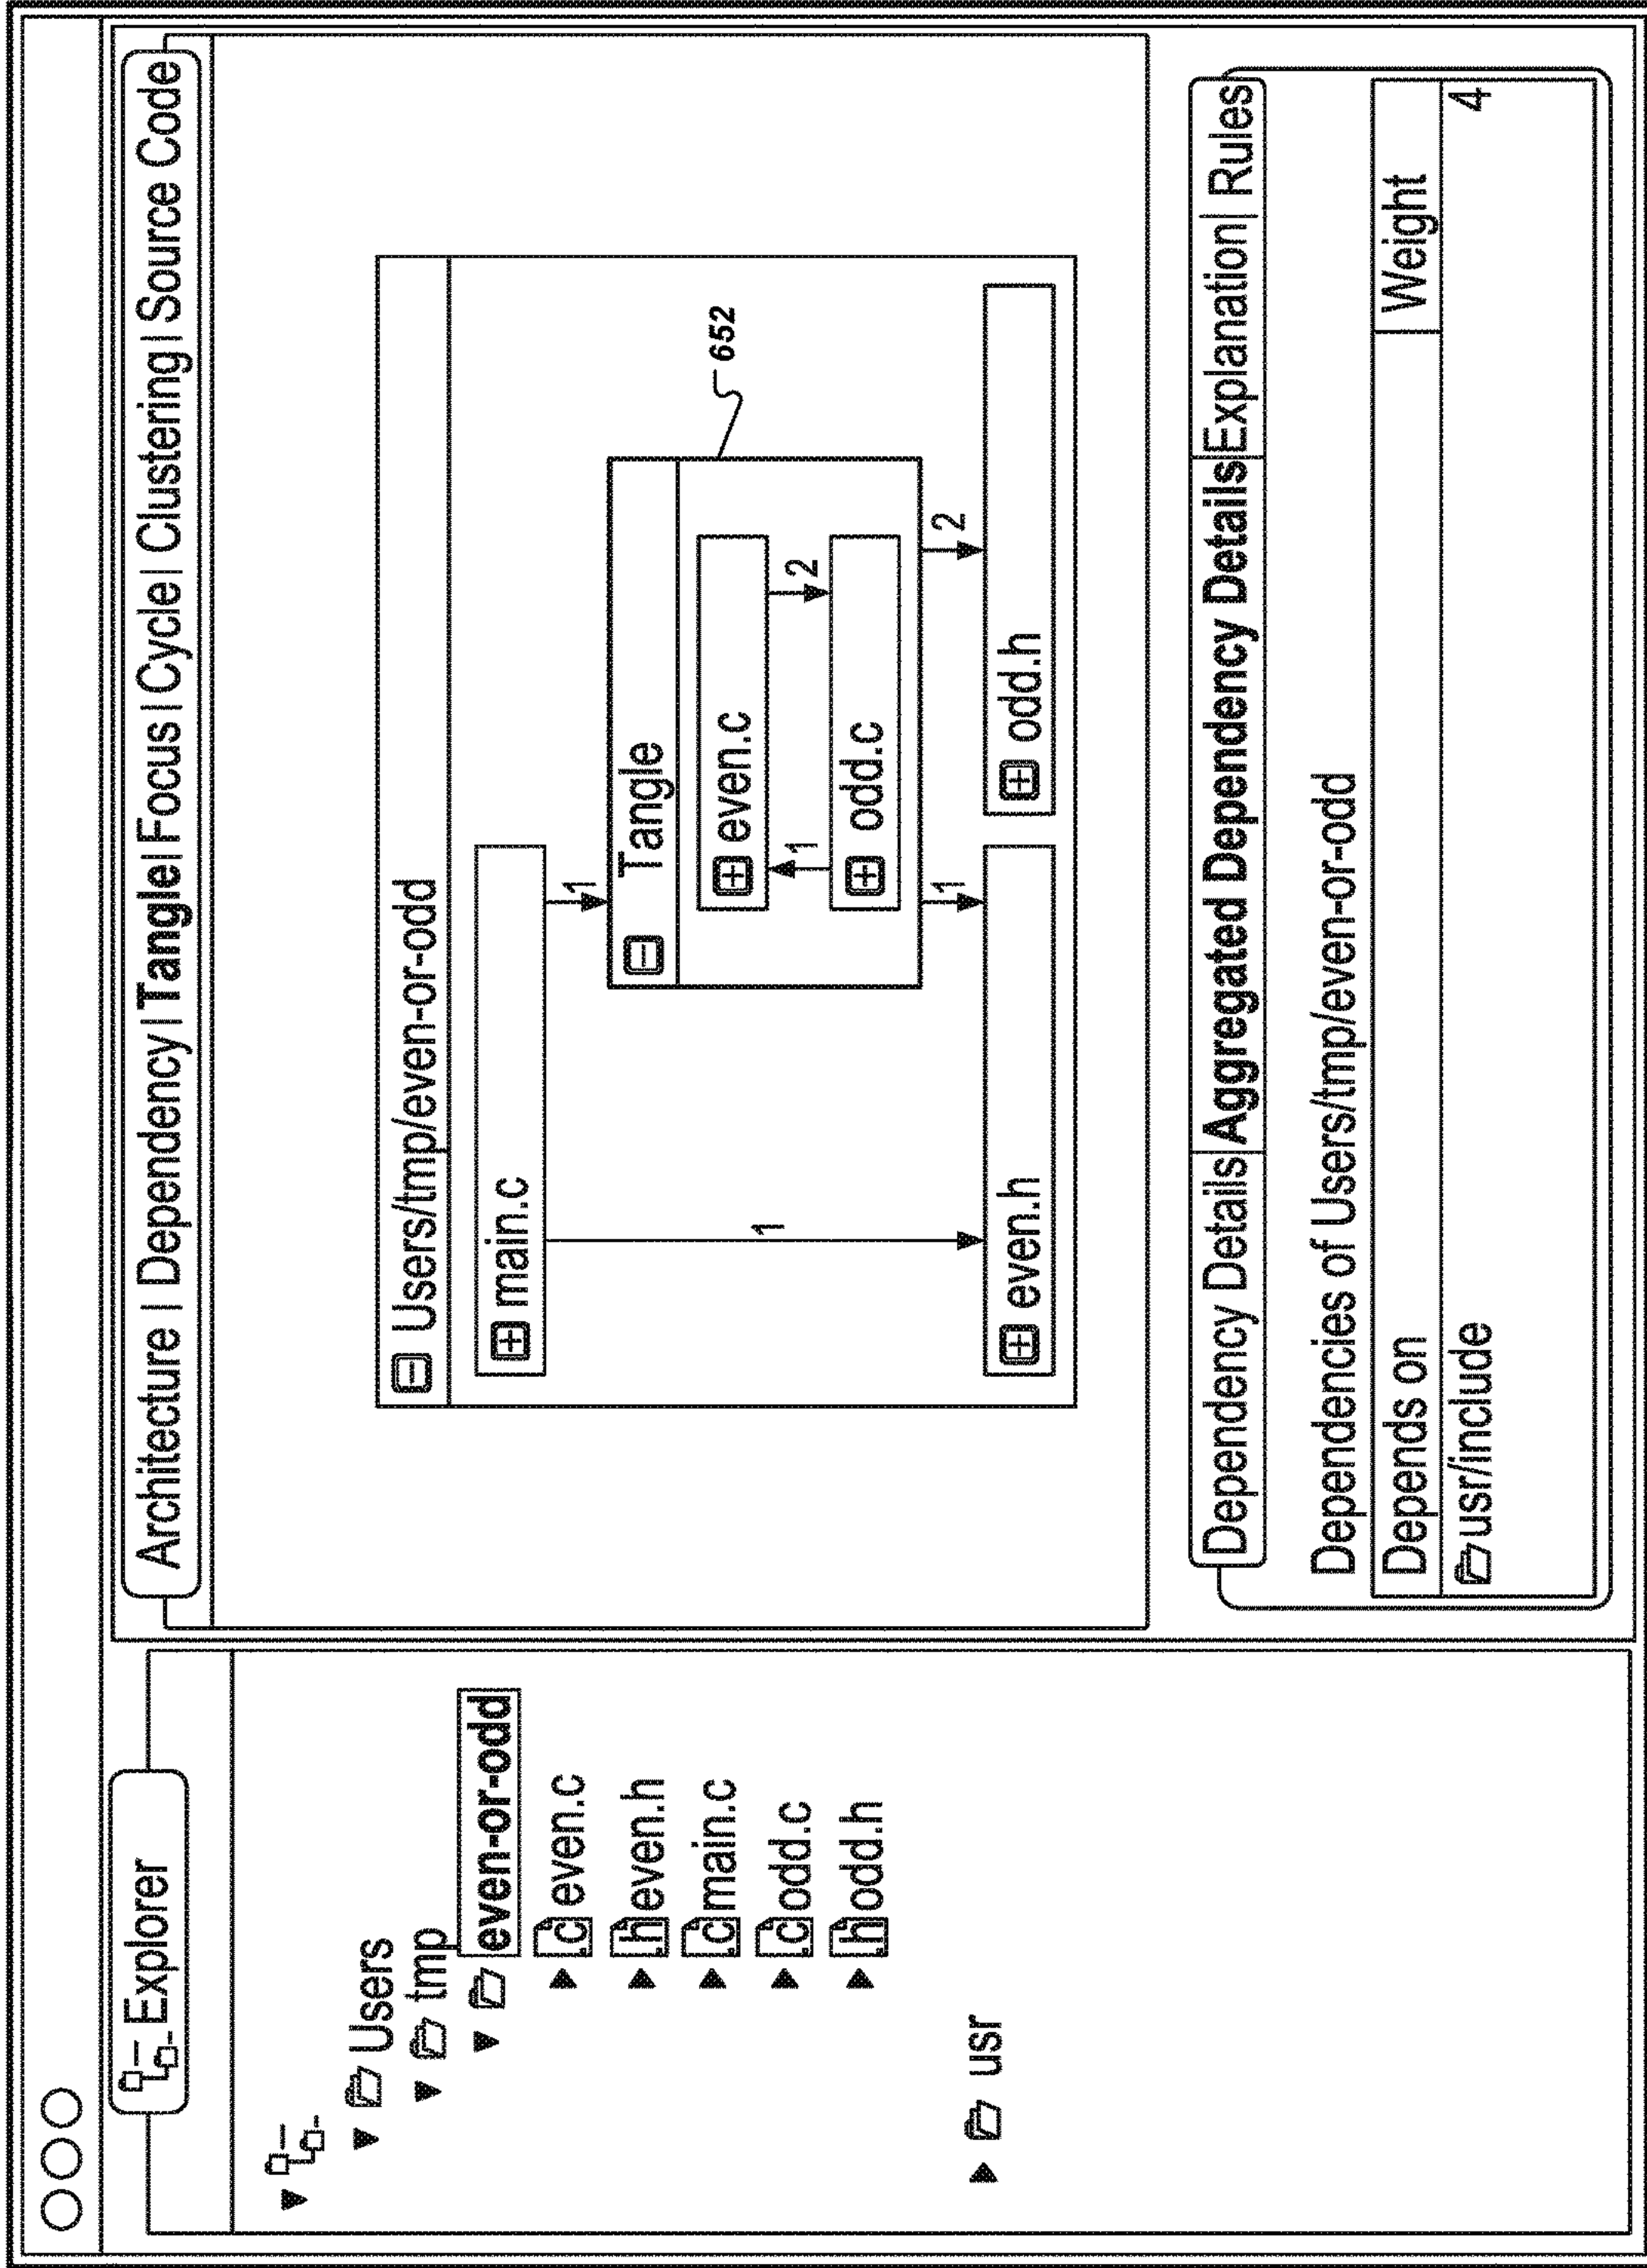 Explorer
Users
tmp
even-or-odd
.c even.c
.h even.h
.c main.c
.c odd.c
.h odd.h
usr
Architecture | Dependency | Tangle | Focus | Cycle | Clustering | Source Code
Users/tmp/even-or-odd
main.c
1
1
Tangle
652
even.c
1
2
odd.c
1
2
even.h
odd.h
Dependency Details | Aggregated Dependency Details | Explanation | Rules
Dependencies of Users/tmp/even-or-odd
Depends on Weight
usr/include 4